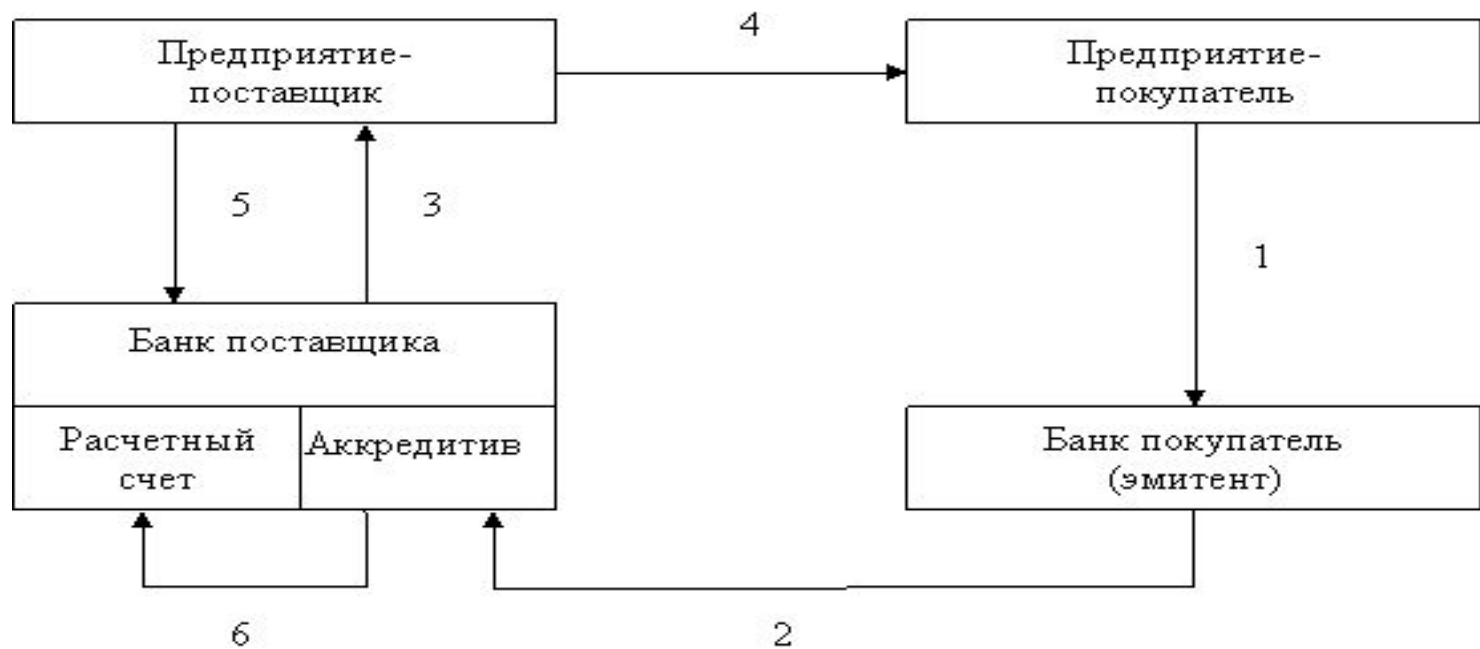 4
Предприятие-
поставщик
Предприятие-
покупатель
5
3
1
Банк поставщика
Расчетный
счет
Аккредитив
Банк покупатель
(эмитент)
6
2